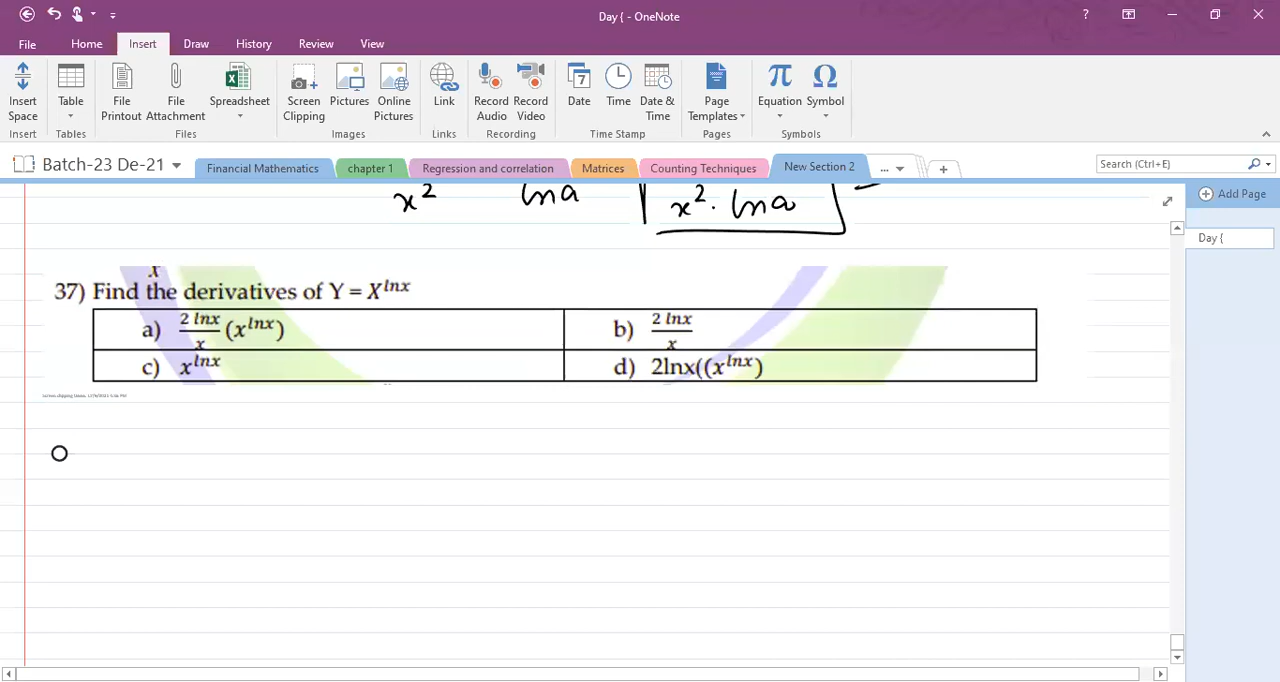 Day { - OneNote
?
File Home Insert Draw History Review View
Insert Space
Table
File Printout
File Attachment
Spreadsheet
Screen Clipping
Pictures
Online Pictures
Link
Record Audio
Record Video
Date
Time
Date & Time
Page Templates
π Equation
Ω Symbol
Insert Tables Files Images Links Recording Time Stamp Pages Symbols
Batch-23 De-21 Financial Mathematics chapter 1 Regression and correlation Matrices Counting Techniques New Section 2 ... Search (Ctrl+E)
Add Page
Day {
x² ln a x² · ln a
x
37) Find the derivatives of Y = X^lnx
a) 2 lnx/x (x^lnx) b) 2 lnx/x
c) x^lnx d) 2lnx((x^lnx)